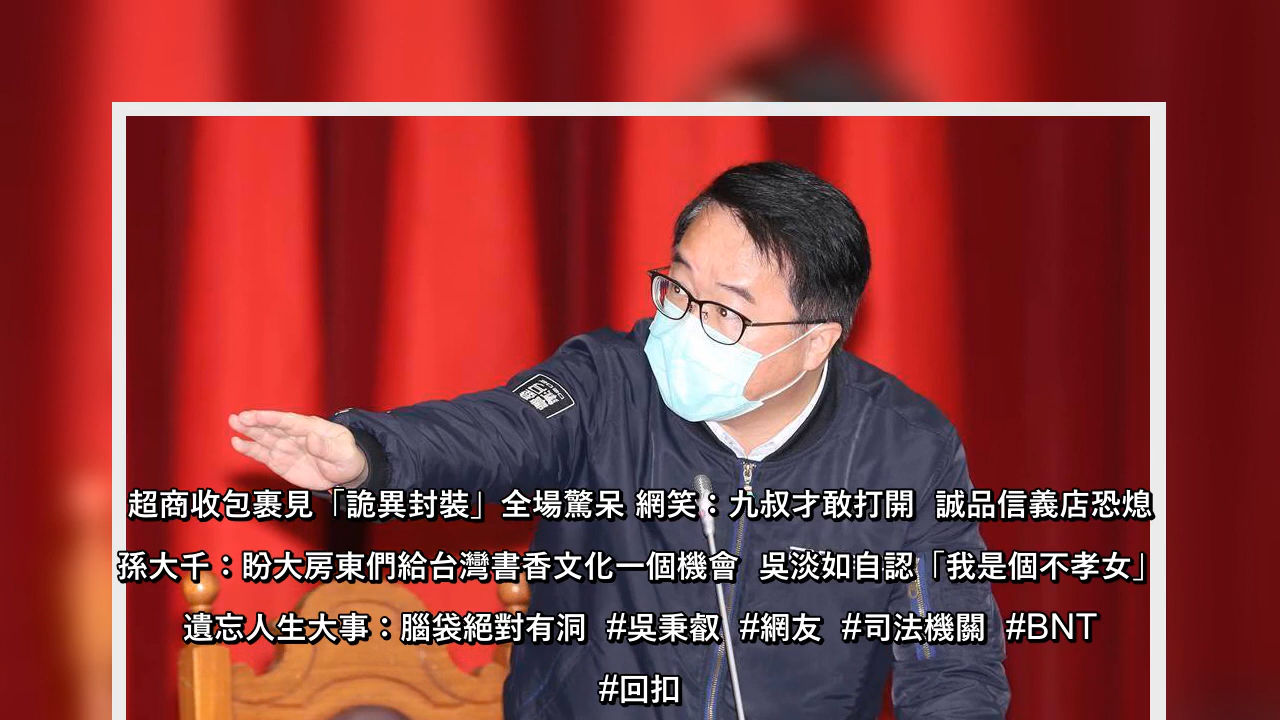 超商收包裹見「詭異封裝」全場驚呆 網笑：九叔才敢打開 誠品信義店恐熄
孫大千：盼大房東們給台灣書香文化一個機會 吳淡如自認「我是個不孝女」
遺忘人生大事：腦袋絕對有洞 #吳秉叡 #網友 #司法機關 #BNT
#回扣